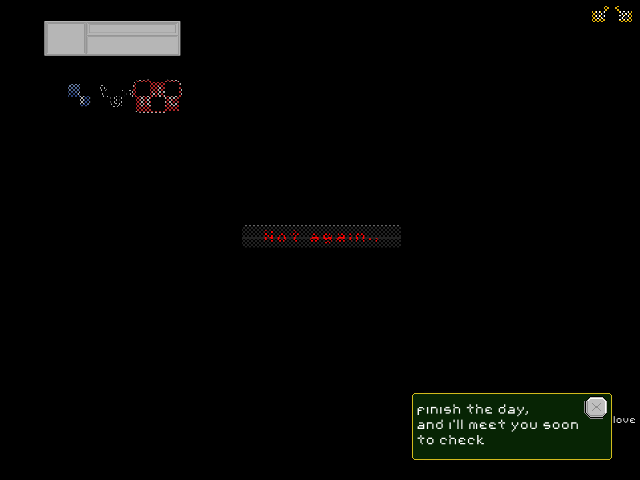 Not again..
finish the day,
and i'll meet you soon
to check
love